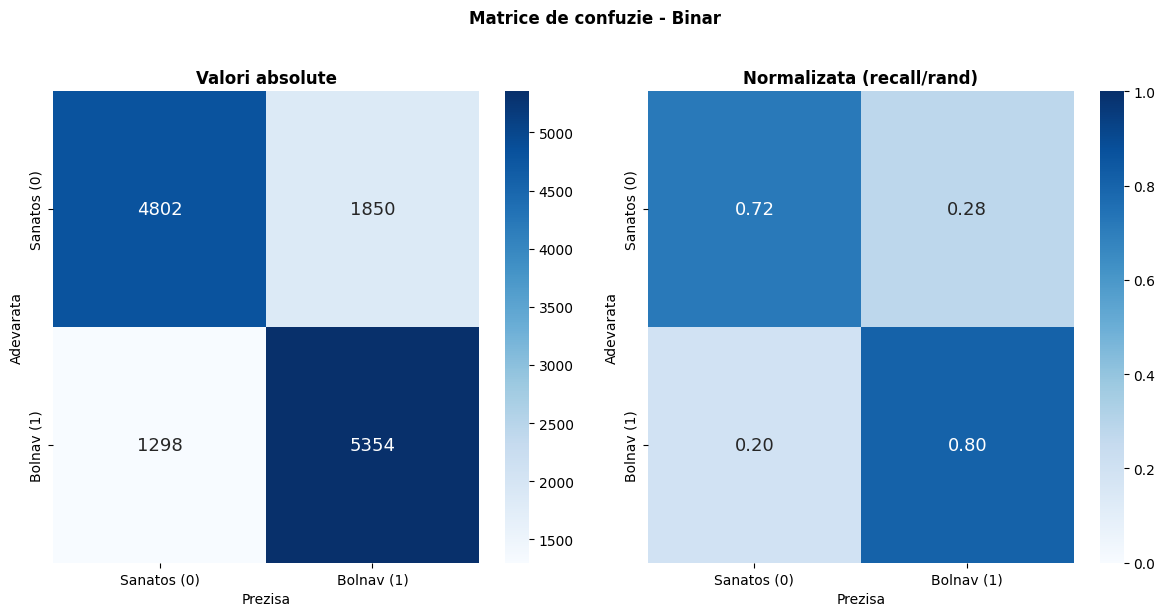 Matrice de confuzie - Binar
Valori absolute
Sanatos (0)
Bolnav (1)
Adevarata
4802
1850
1298
5354
Sanatos (0)
Bolnav (1)
Prezisa
5000
4500
4000
3500
3000
2500
2000
1500
Normalizata (recall/rand)
Sanatos (0)
Bolnav (1)
Adevarata
0.72
0.28
0.20
0.80
Sanatos (0)
Bolnav (1)
Prezisa
1.0
0.8
0.6
0.4
0.2
0.0